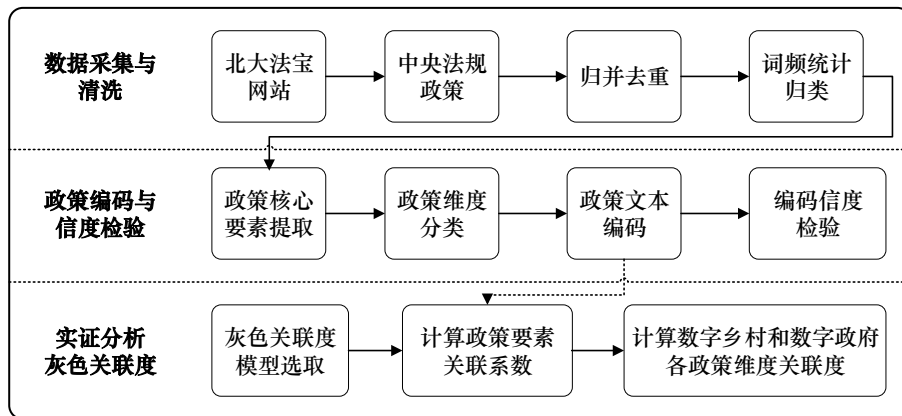 数据采集与
清洗
北大法宝
网站
中央法规
政策
归并去重
词频统计
归类
政策编码与
信度检验
政策核心
要素提取
政策维度
分类
政策文本
编码
编码信度
检验
实证分析
灰色关联度
灰色关联度
模型选取
计算政策要素
关联系数
计算数字乡村和数字政府
各政策维度关联度